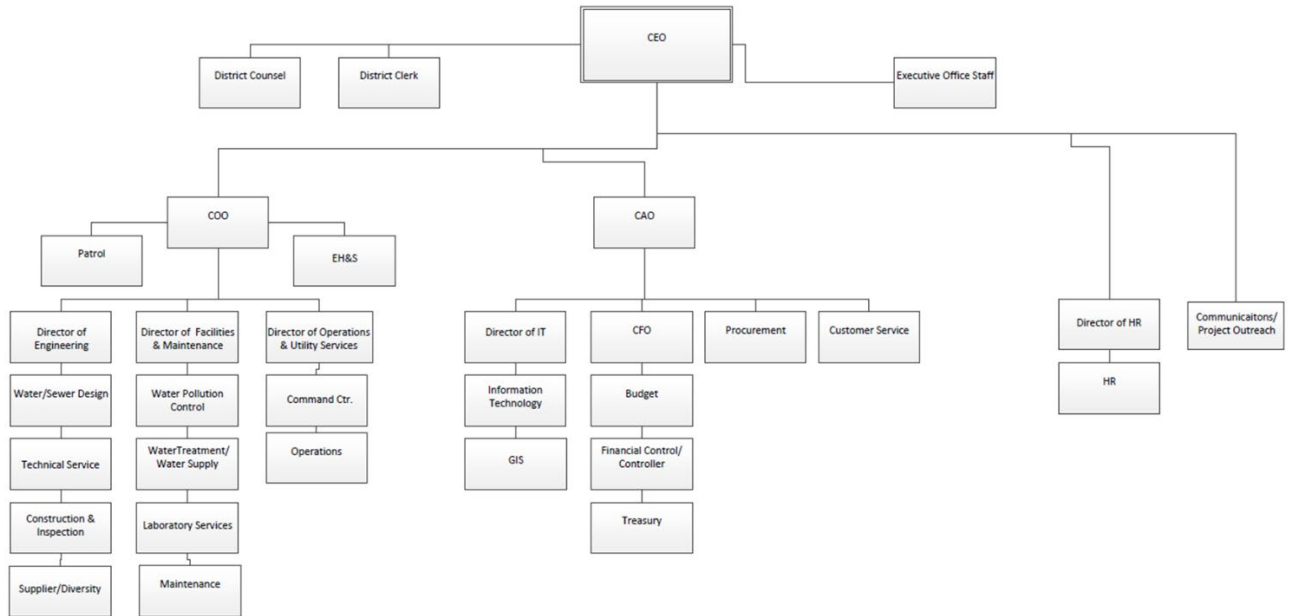 CEO
District Counsel
District Clerk
Executive Office Staff
COO
CAO
Patrol
EH&S
Director of
Engineering
Director of Facilities
& Maintenance
Director of Operations
& Utility Services
Director of IT
CFO
Procurement
Customer Service
Director of HR
Communicaitons/
Project Outreach
Water/Sewer Design
Water Pollution
Control
Command Ctr.
Information
Technology
Budget
HR
Technical Service
WaterTreatment/
Water Supply
Operations
GIS
Financial Control/
Controller
Construction &
Inspection
Laboratory Services
Treasury
Supplier/Diversity
Maintenance